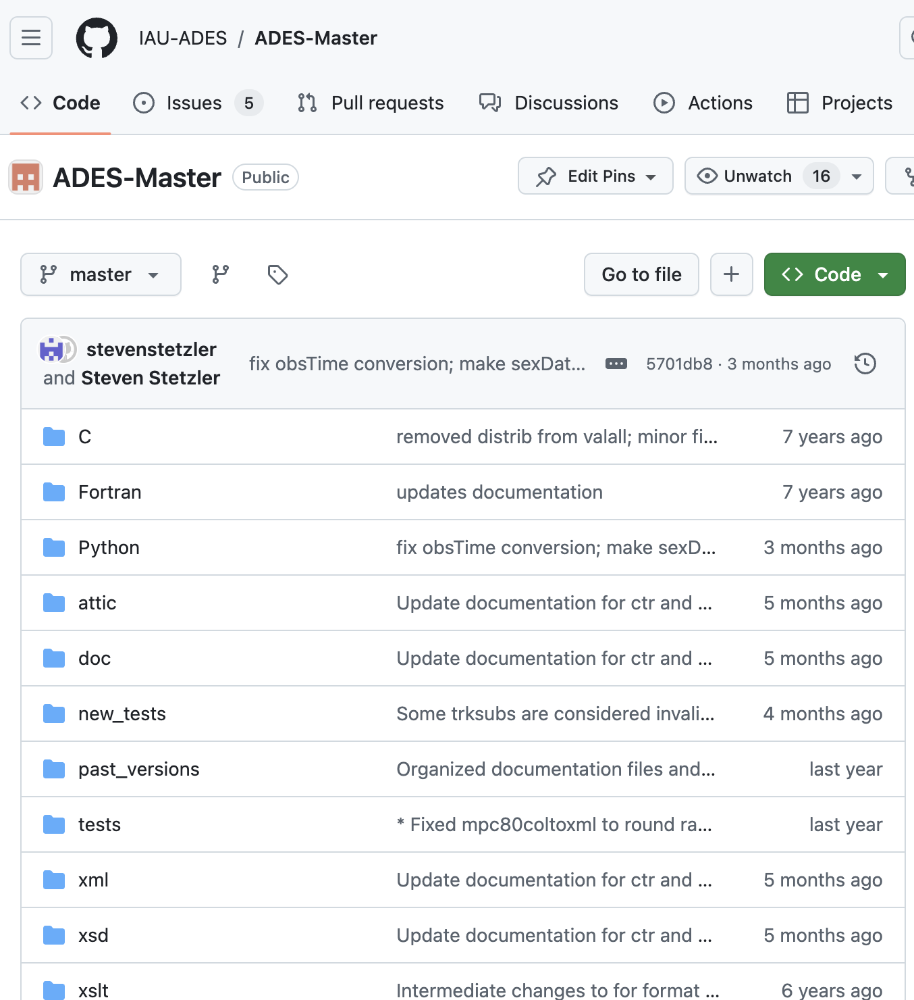 IAU-ADES / ADES-Master
Code Issues 5 Pull requests Discussions Actions Projects
ADES-Master Public Edit Pins Unwatch 16
master Go to file Code
stevenstetzler
and Steven Stetzler fix obsTime conversion; make sexDat... 5701db8 · 3 months ago
C removed distrib from valall; minor fi... 7 years ago
Fortran updates documentation 7 years ago
Python fix obsTime conversion; make sexD... 3 months ago
attic Update documentation for ctr and ... 5 months ago
doc Update documentation for ctr and ... 5 months ago
new_tests Some trksubs are considered invali... 4 months ago
past_versions Organized documentation files and... last year
tests * Fixed mpc80coltoxml to round ra... last year
xml Update documentation for ctr and ... 5 months ago
xsd Update documentation for ctr and ... 5 months ago
xslt Intermediate changes to for format ... 6 years ago